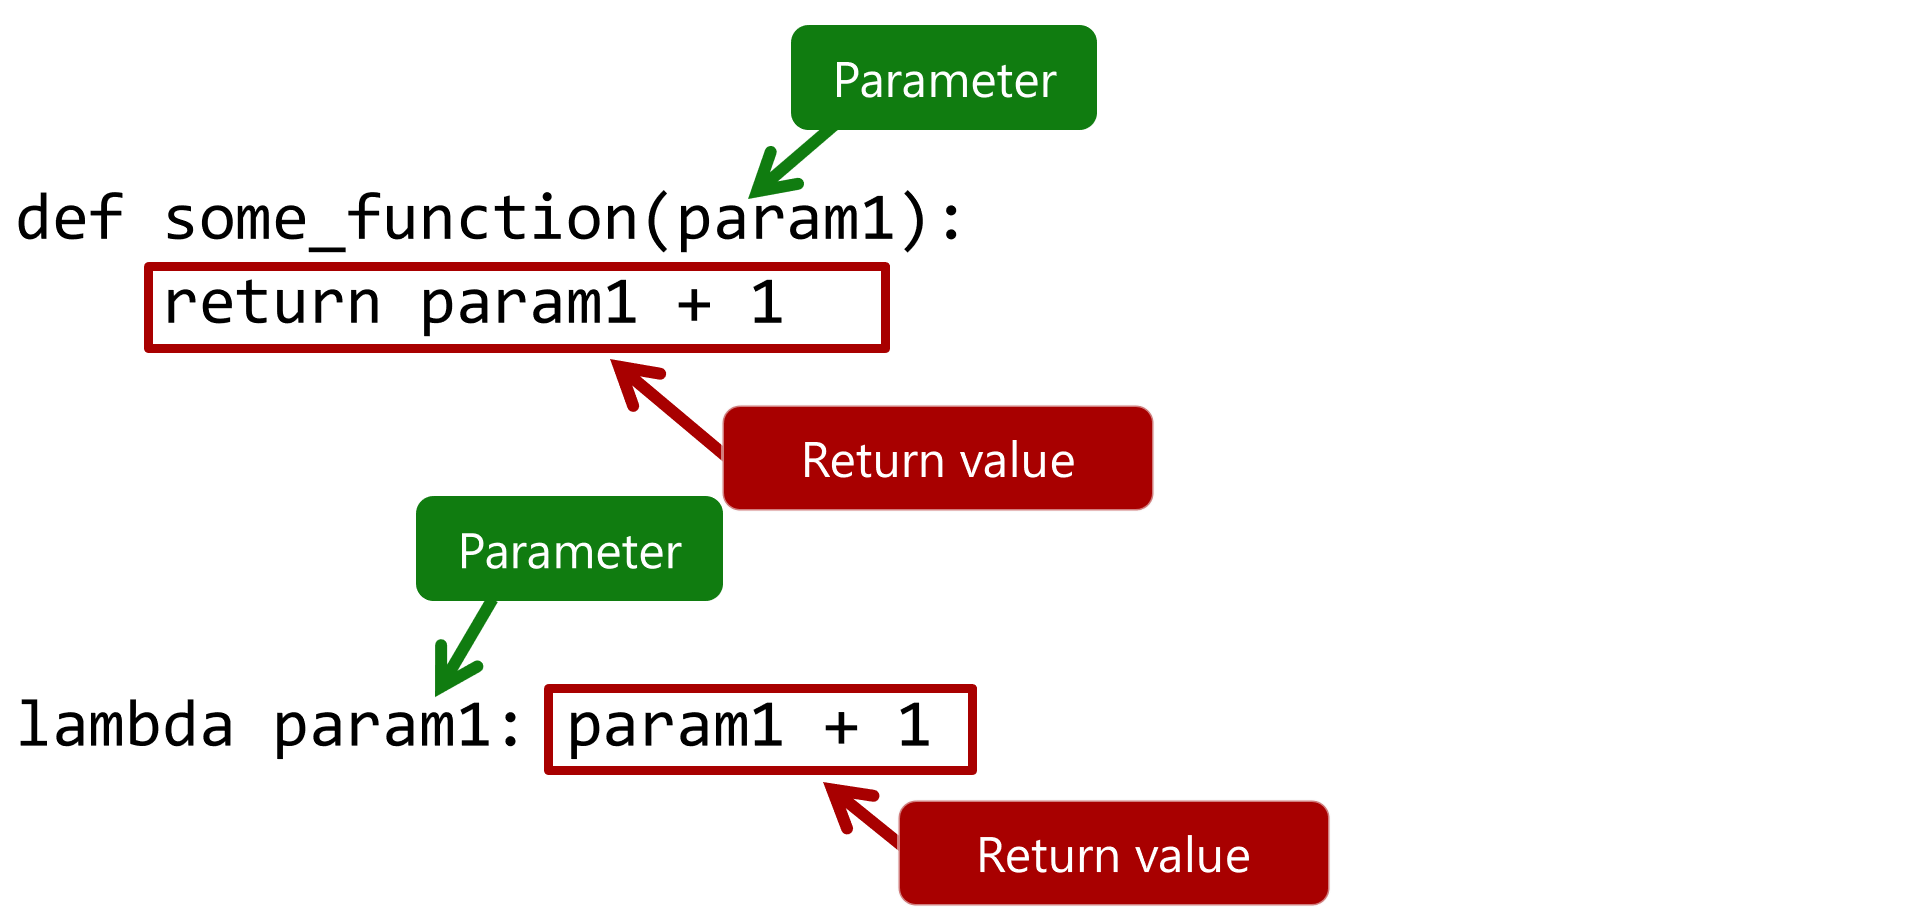 Parameter
def some_function(param1):
return param1 + 1
Return value
Parameter
lambda param1: param1 + 1
Return value